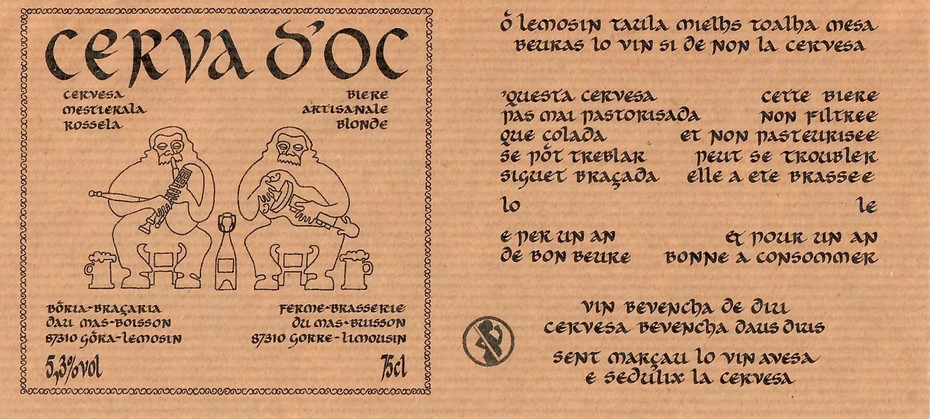 CERVA D'OC
CERVESA
MESTIERALA
ROSSELA
BIERE
ARTISANALE
BLONDE
BÒRIA-BRAÇARIA
DAU MAS-BOISSON
87310 GÒRA-LEMOSIN
5,3%vol
FERME-BRASSERIE
DU MAS-BUISSON
87310 GORRE-LIMOUSIN
75cl
Ò LEMOSIN TAULA MIELHS TOALHA MESA
BEURAS LO VIN SI DE NON LA CERVESA
'QUESTA CERVESA
PAS MAI PASTORISADA
QUE COLADA
SE PÒT TREBLAR
SIGUET BRAÇADA
LO
E PER UN AN
DE BON BEURE
CETTE BIERE
NON FILTREE
ET NON PASTEURISEE
PEUT SE TROUBLER
ELLE A ETE BRASSEE
LE
ET POUR UN AN
BONNE A CONSOMMER
VIN BEVENCHA DE DIU
CERVESA BEVENCHA DAUS DIUS
SENT MARÇAU LO VIN AVESA
E SEDULIX LA CERVESA